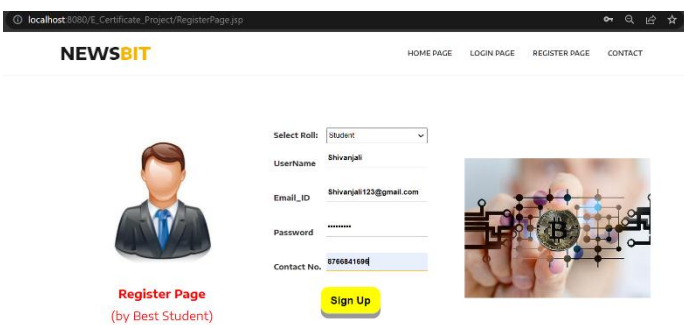 localhost:8080/E_Certificate_Project/RegisterPage.jsp
NEWSBIT
HOME PAGE LOGIN PAGE REGISTER PAGE CONTACT
Select Roll: Student
UserName Shivanjali
Email_ID Shivanjali123@gmail.com
Password •••••••••
Contact No. 8766841696
Register Page
(by Best Student)
Sign Up